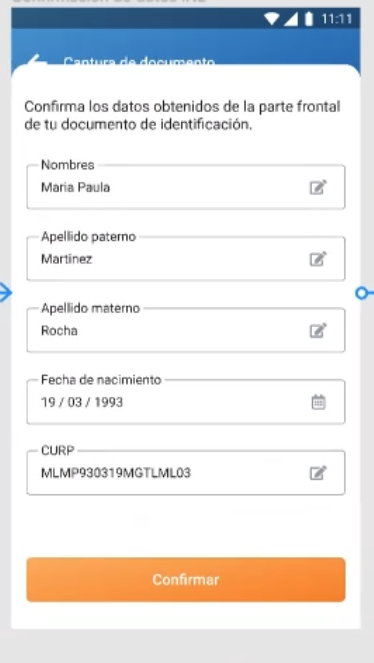 11:11
Captura de documento
Confirma los datos obtenidos de la parte frontal
de tu documento de identificación.
Nombres
Maria Paula
Apellido paterno
Martinez
Apellido materno
Rocha
Fecha de nacimiento
19 / 03 / 1993
CURP
MLMP930319MGTLML03
Confirmar